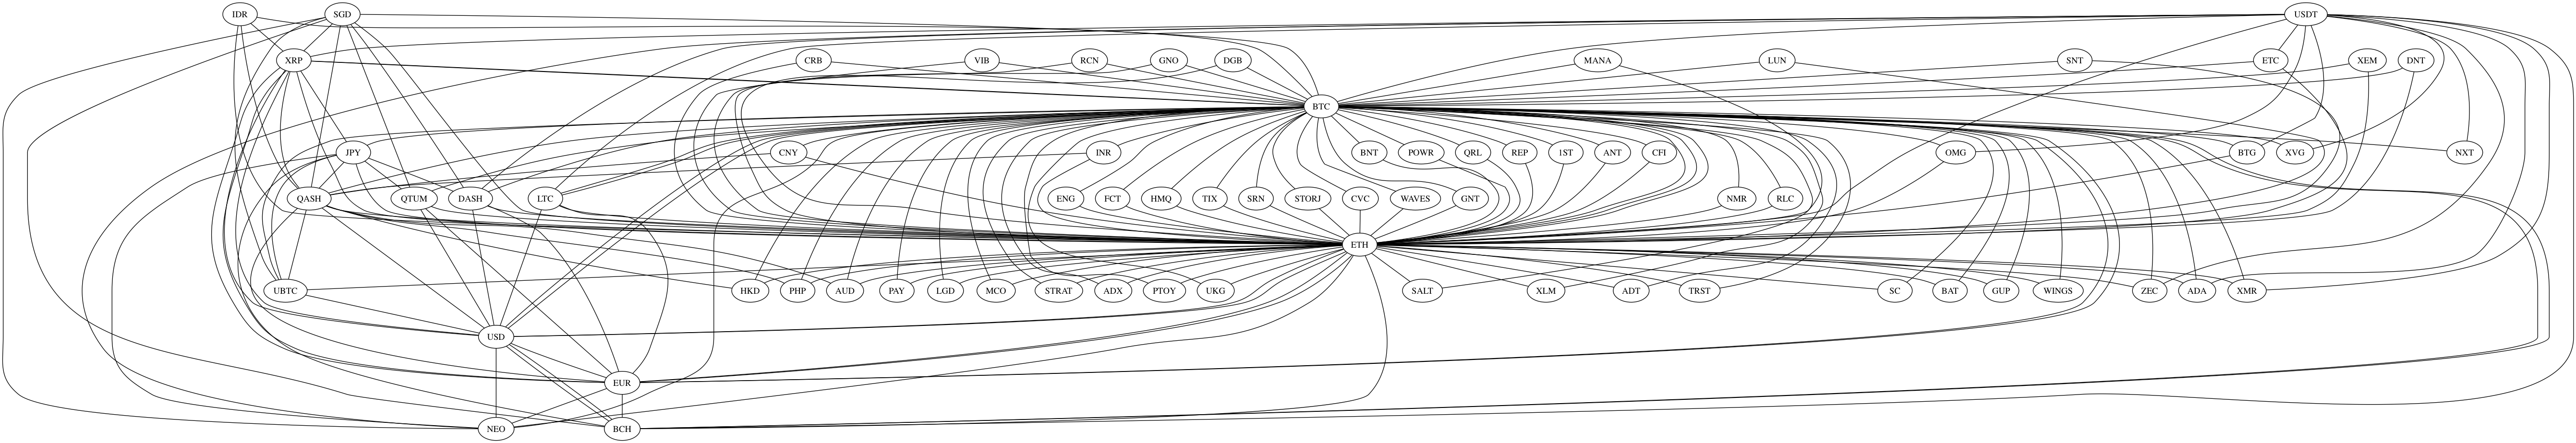 IDR SGD USDT
XRP CRB VIB RCN GNO DGB MANA LUN SNT ETC XEM DNT
BTC
JPY CNY INR BNT POWR QRL REP 1ST ANT CFI OMG BTG XVG NXT
QASH QTUM DASH LTC ENG FCT HMQ TIX SRN STORJ CVC WAVES GNT NMR RLC
ETH
UBTC HKD PHP AUD PAY LGD MCO STRAT ADX PTOY UKG SALT XLM ADT TRST SC BAT GUP WINGS ZEC ADA XMR
USD
EUR
NEO BCH